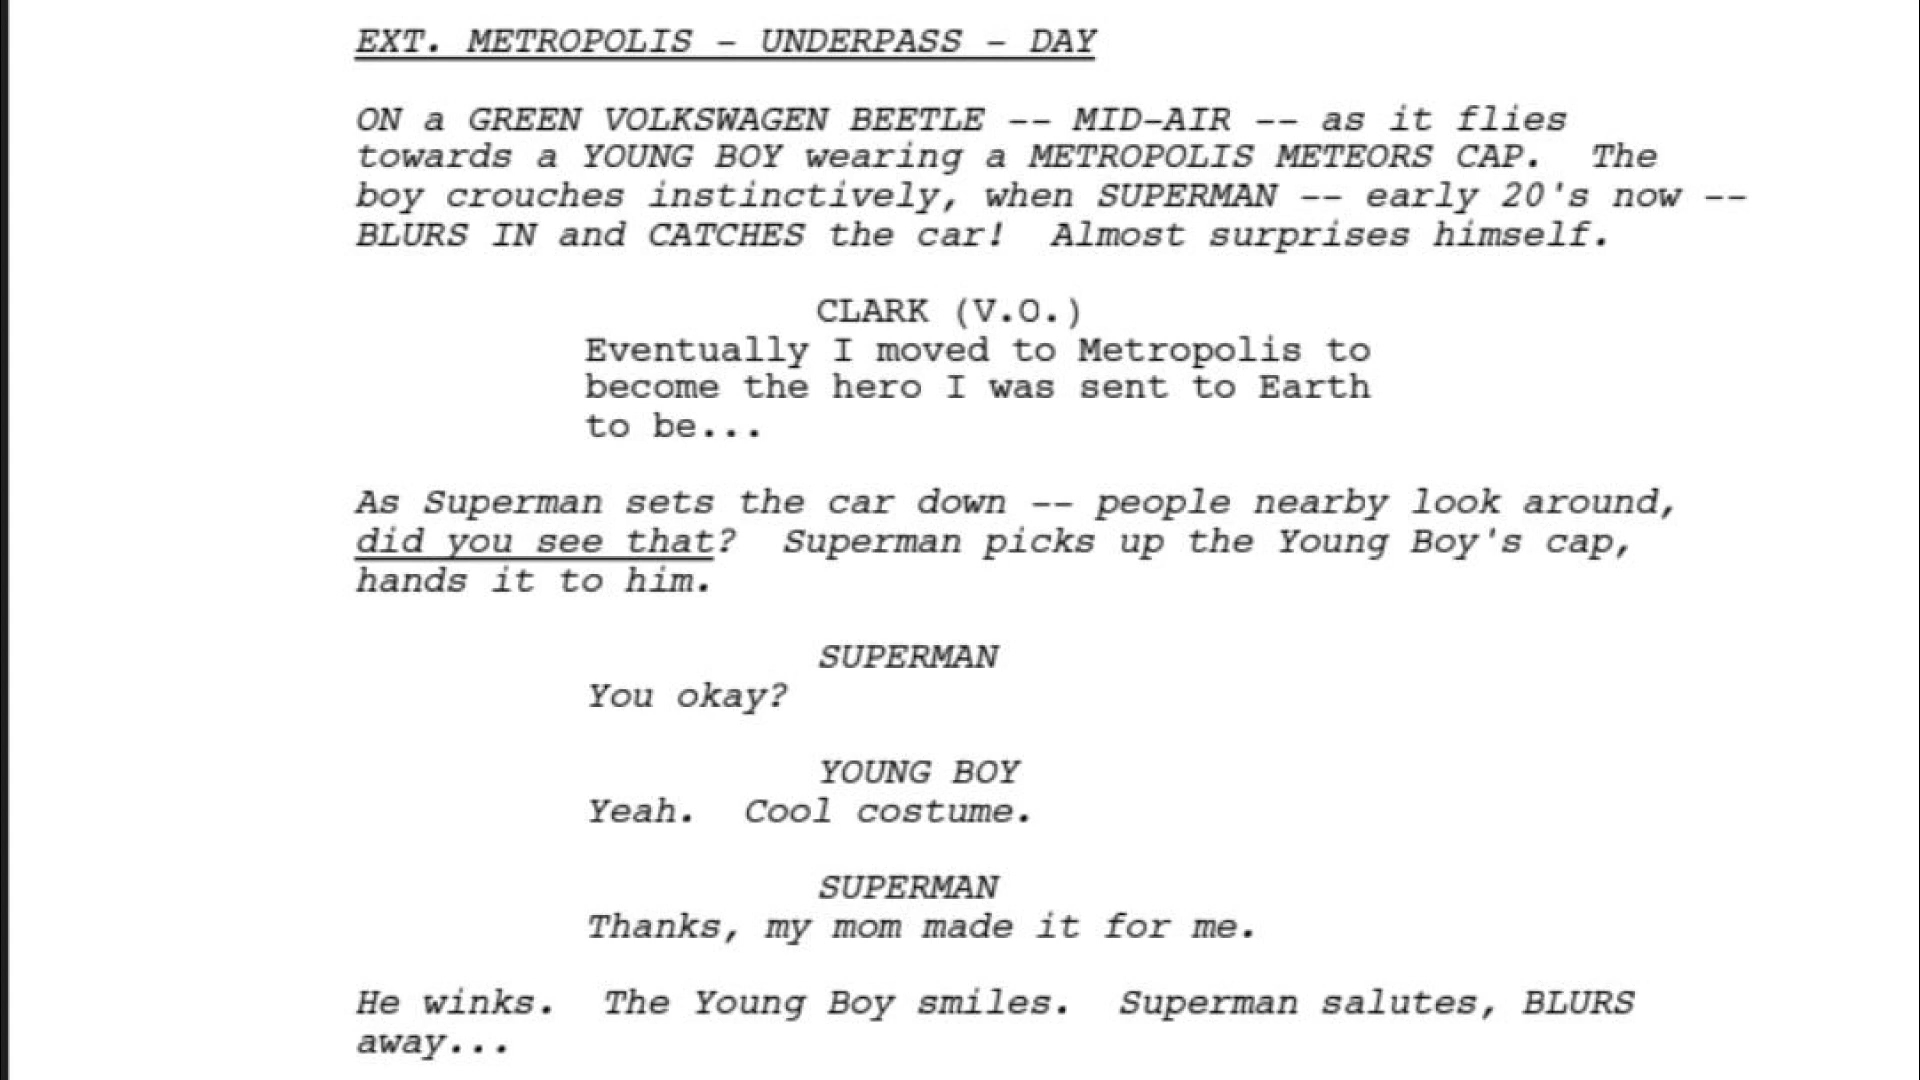 EXT. METROPOLIS - UNDERPASS - DAY
ON a GREEN VOLKSWAGEN BEETLE -- MID-AIR -- as it flies
towards a YOUNG BOY wearing a METROPOLIS METEORS CAP.  The
boy crouches instinctively, when SUPERMAN -- early 20's now --
BLURS IN and CATCHES the car!  Almost surprises himself.
CLARK (V.O.)
Eventually I moved to Metropolis to
become the hero I was sent to Earth
to be...
As Superman sets the car down -- people nearby look around,
did you see that?  Superman picks up the Young Boy's cap,
hands it to him.
SUPERMAN
You okay?
YOUNG BOY
Yeah.  Cool costume.
SUPERMAN
Thanks, my mom made it for me.
He winks.  The Young Boy smiles.  Superman salutes, BLURS
away...